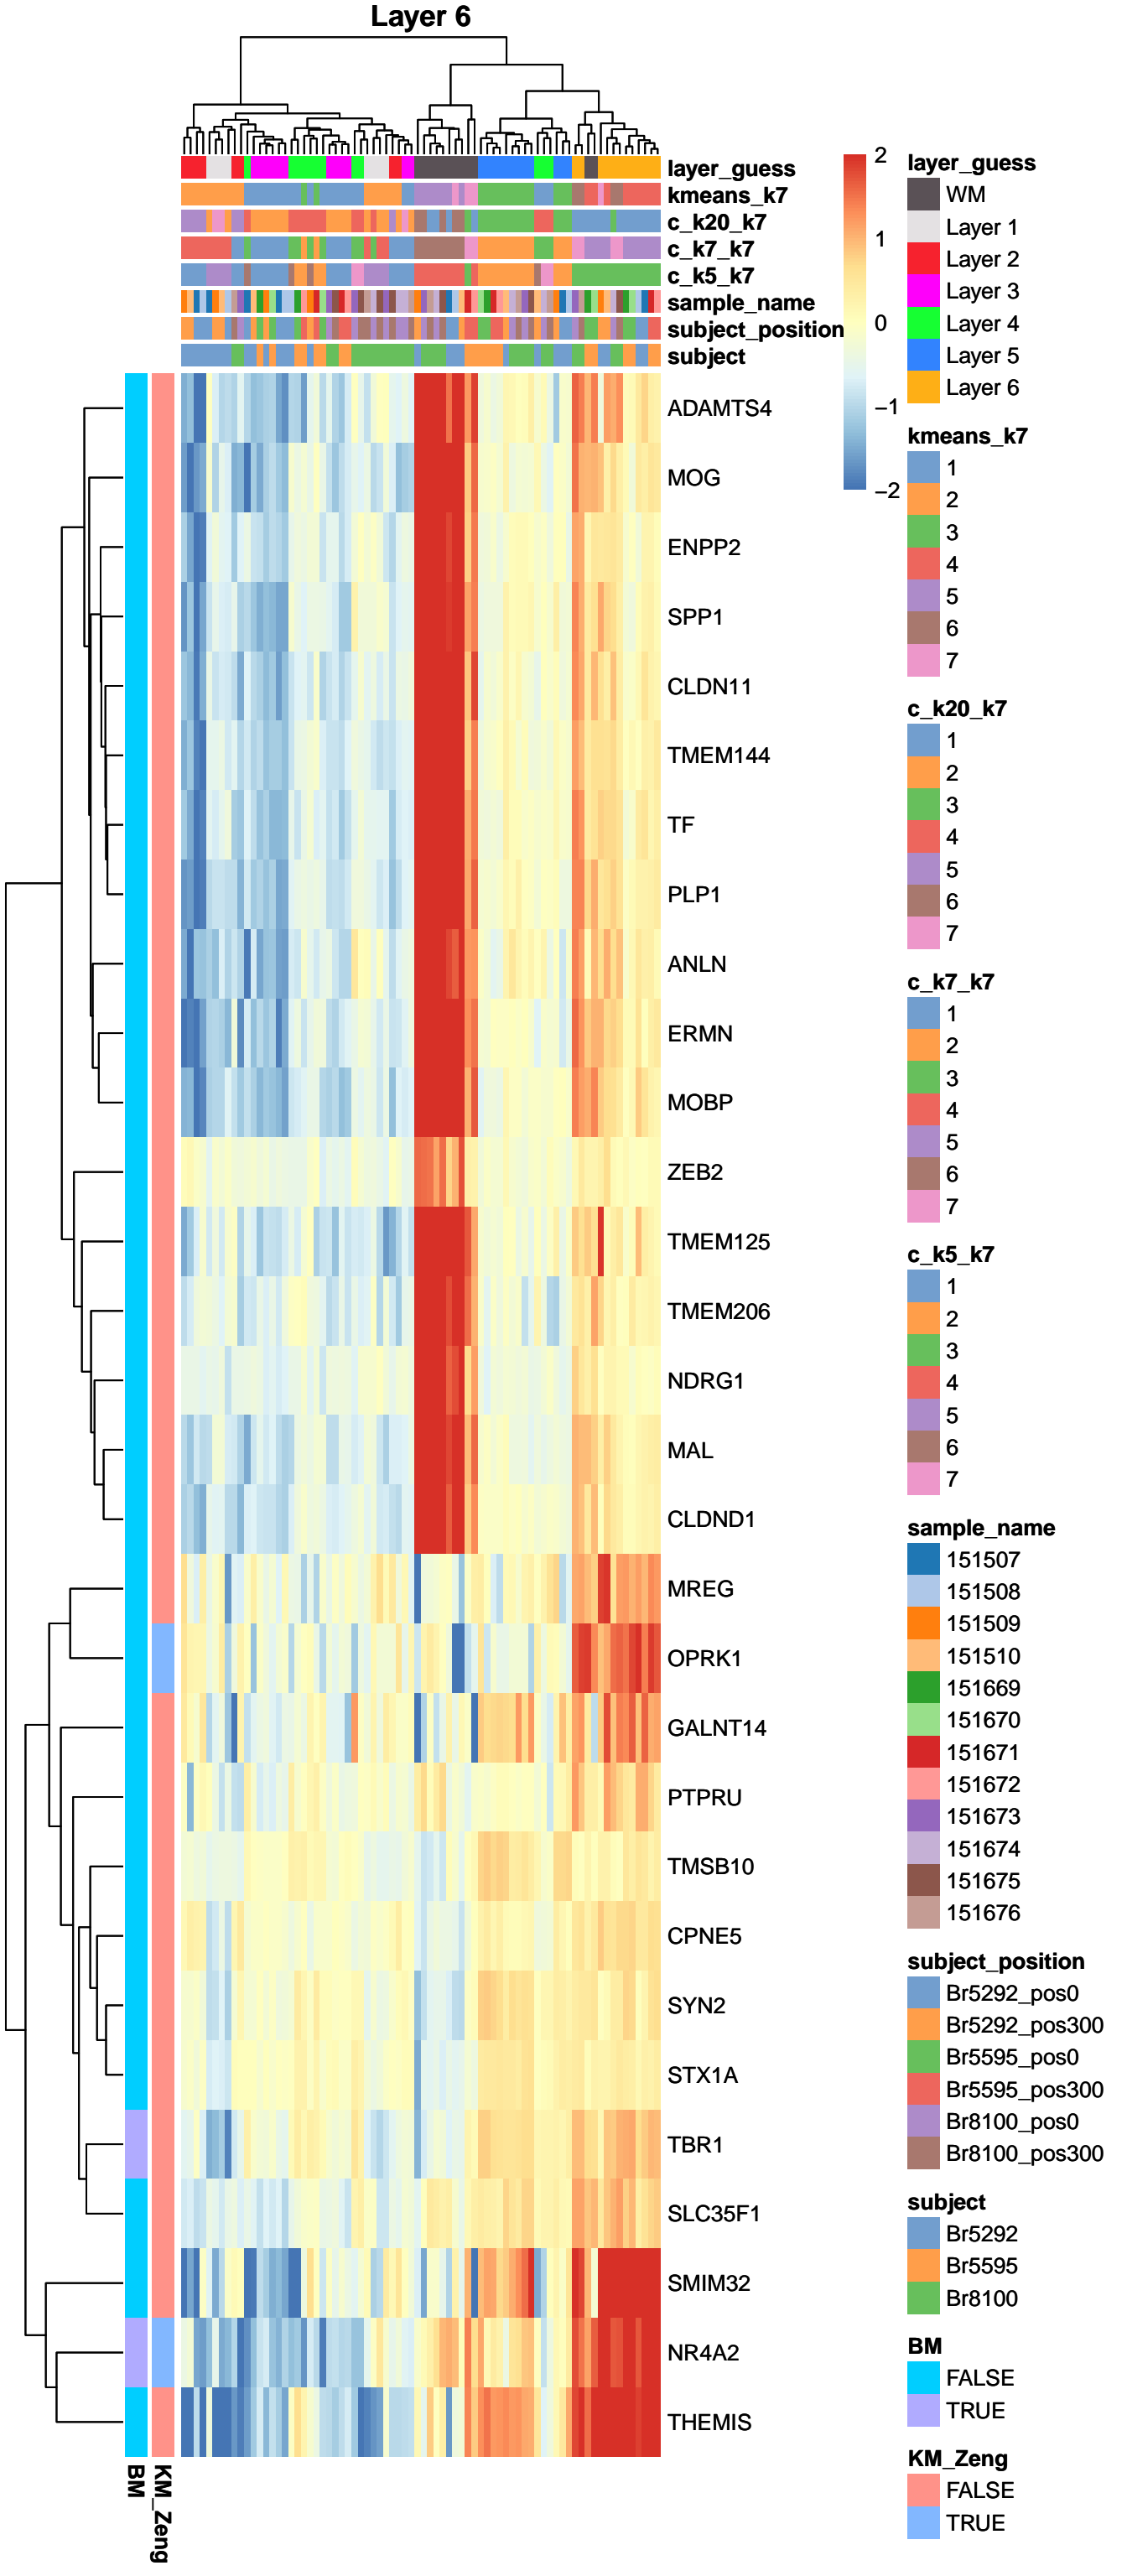 Layer 6
layer_guess
kmeans_k7
c_k20_k7
c_k7_k7
c_k5_k7
sample_name
subject_position
subject
ADAMTS4
MOG
ENPP2
SPP1
CLDN11
TMEM144
TF
PLP1
ANLN
ERMN
MOBP
ZEB2
TMEM125
TMEM206
NDRG1
MAL
CLDND1
MREG
OPRK1
GALNT14
PTPRU
TMSB10
CPNE5
SYN2
STX1A
TBR1
SLC35F1
SMIM32
NR4A2
THEMIS
BM
KM_Zeng
2
1
0
−1
−2
layer_guess
WM
Layer 1
Layer 2
Layer 3
Layer 4
Layer 5
Layer 6
kmeans_k7
1
2
3
4
5
6
7
c_k20_k7
1
2
3
4
5
6
7
c_k7_k7
1
2
3
4
5
6
7
c_k5_k7
1
2
3
4
5
6
7
sample_name
151507
151508
151509
151510
151669
151670
151671
151672
151673
151674
151675
151676
subject_position
Br5292_pos0
Br5292_pos300
Br5595_pos0
Br5595_pos300
Br8100_pos0
Br8100_pos300
subject
Br5292
Br5595
Br8100
BM
FALSE
TRUE
KM_Zeng
FALSE
TRUE